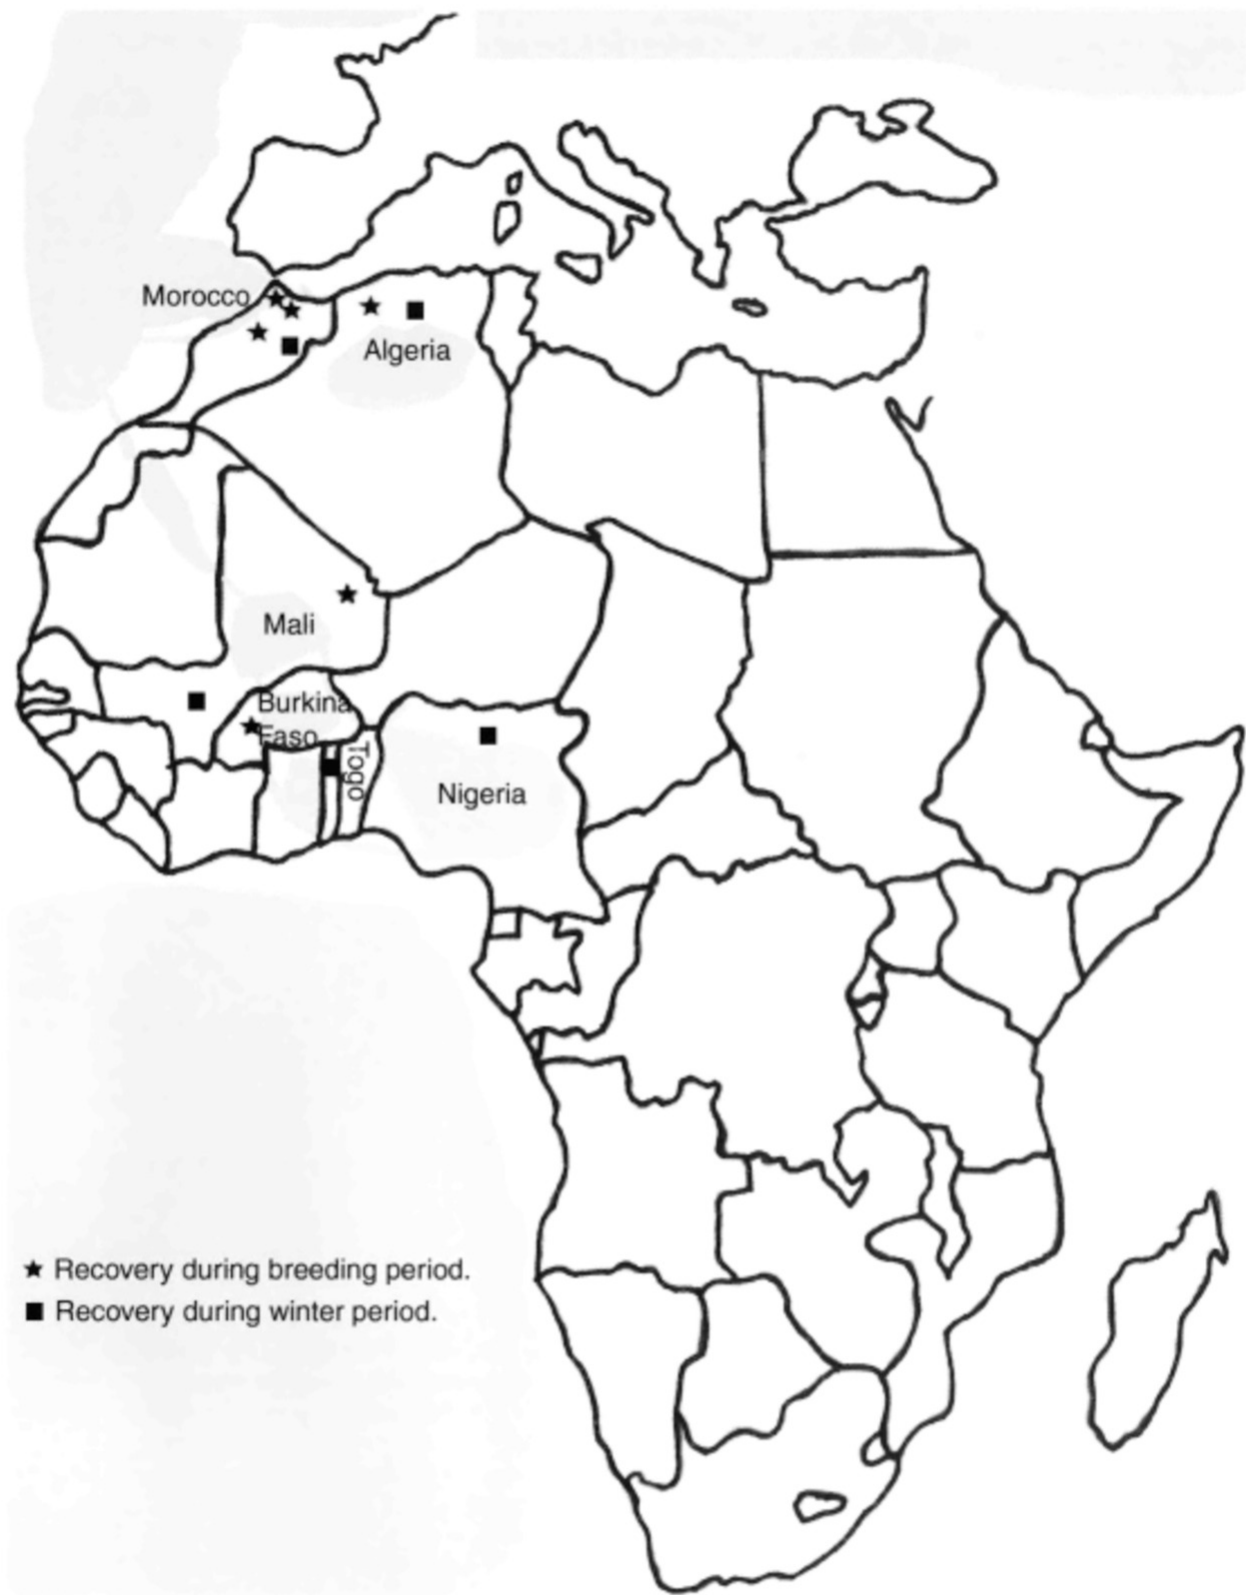 Morocco
Algeria
Mali
Burkina
Faso
Togo
Nigeria
Recovery during breeding period.
Recovery during winter period.